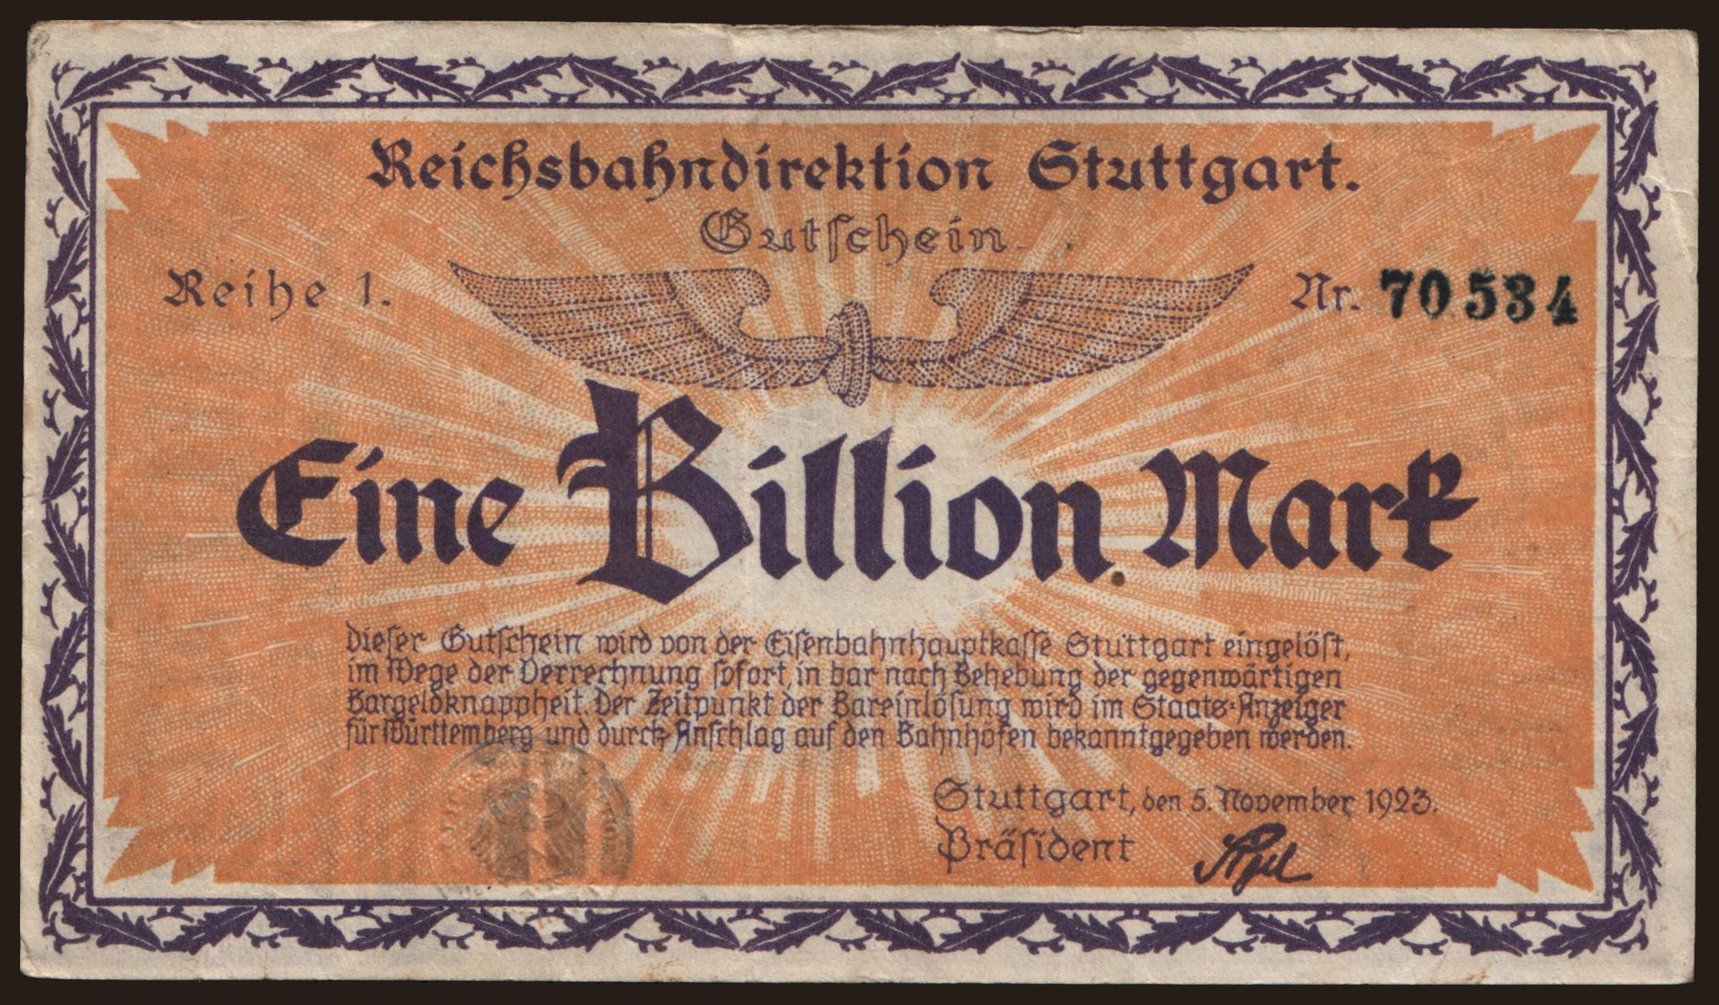 Reichsbahndirektion Stuttgart.
Gutschein
Reihe 1.
Nr. 70534
Eine Billion Mark
Dieser Gutschein wird von der Eisenbahnhauptkasse Stuttgart eingelöst,
im Wege der Verrechnung sofort, in bar nach Behebung der gegenwärtigen
Bargeldknappheit. Der Zeitpunkt der Bareinlösung wird im Staats-Anzeiger
für Württemberg und durch Anschlag auf den Bahnhöfen bekanntgegeben werden.
Stuttgart, den 5. November 1923.
Präsident